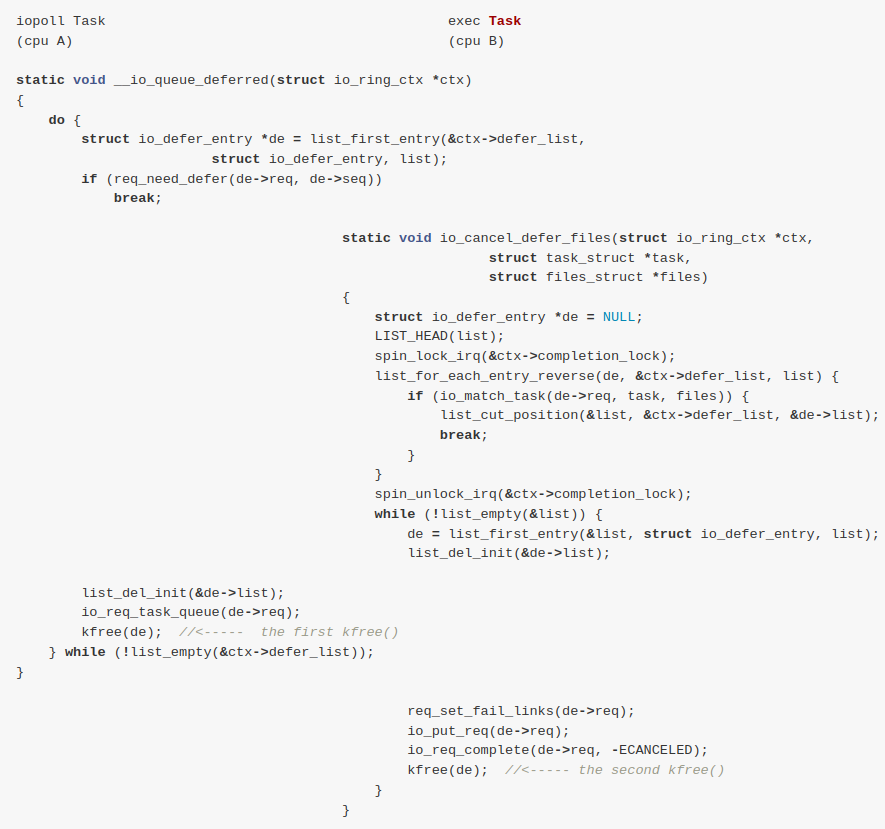 iopoll Task                                          exec Task
(cpu A)                                              (cpu B)
static void __io_queue_deferred(struct io_ring_ctx *ctx)
{
    do {
        struct io_defer_entry *de = list_first_entry(&ctx->defer_list,
                        struct io_defer_entry, list);
        if (req_need_defer(de->req, de->seq))
            break;
                                        static void io_cancel_defer_files(struct io_ring_ctx *ctx,
                                                          struct task_struct *task,
                                                          struct files_struct *files)
                                        {
                                            struct io_defer_entry *de = NULL;
                                            LIST_HEAD(list);
                                            spin_lock_irq(&ctx->completion_lock);
                                            list_for_each_entry_reverse(de, &ctx->defer_list, list) {
                                                if (io_match_task(de->req, task, files)) {
                                                    list_cut_position(&list, &ctx->defer_list, &de->list);
                                                    break;
                                                }
                                            }
                                            spin_unlock_irq(&ctx->completion_lock);
                                            while (!list_empty(&list)) {
                                                de = list_first_entry(&list, struct io_defer_entry, list);
                                                list_del_init(&de->list);
        list_del_init(&de->list);
        io_req_task_queue(de->req);
        kfree(de);  //<-----  the first kfree()
    } while (!list_empty(&ctx->defer_list));
}
                                                req_set_fail_links(de->req);
                                                io_put_req(de->req);
                                                io_req_complete(de->req, -ECANCELED);
                                                kfree(de);  //<----- the second kfree()
                                            }
                                        }